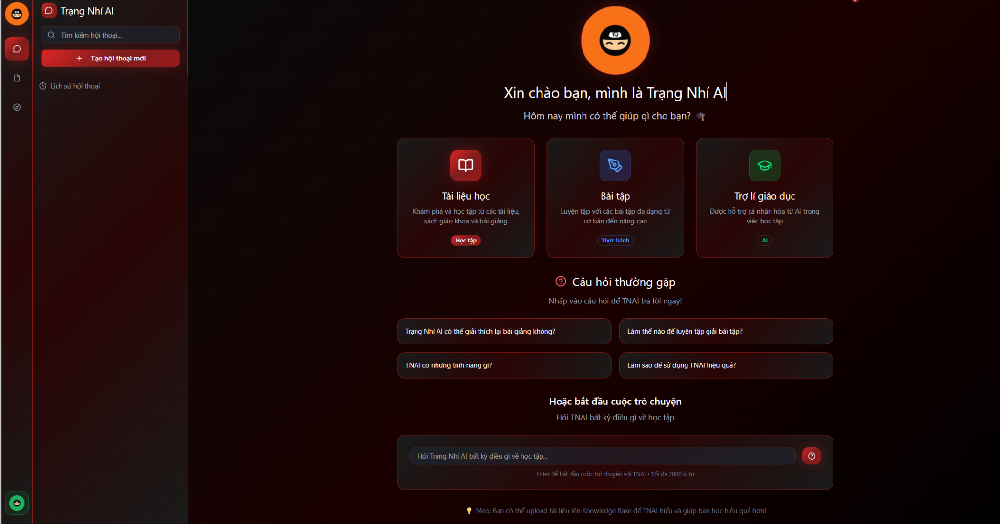 Trạng Nhí AI
Tìm kiếm hội thoại...
+ Tạo hội thoại mới
Lịch sử hội thoại
TJ
Xin chào bạn, mình là Trạng Nhí AI
Hôm nay mình có thể giúp gì cho bạn? 🎓
Tài liệu học
Khám phá và học tập từ các tài liệu,
sách giáo khoa và bài giảng
Học tập
Bài tập
Luyện tập với các bài tập đa dạng từ
cơ bản đến nâng cao
Thực hành
Trợ lí giáo dục
Được hỗ trợ cá nhân hóa từ AI trong
việc học tập
AI
Câu hỏi thường gặp
Nhấp vào câu hỏi để TNAI trả lời ngay!
Trạng Nhí AI có thể giải thích lại bài giảng không?
Làm thế nào để luyện tập giải bài tập?
TNAI có những tính năng gì?
Làm sao để sử dụng TNAI hiệu quả?
Hoặc bắt đầu cuộc trò chuyện
Hỏi TNAI bất kỳ điều gì về học tập
Hỏi Trạng Nhí AI bất kỳ điều gì về học tập...
Enter để bắt đầu cuộc trò chuyện với TNAI • Tối đa 2000 kí tự
💡 Mẹo: Bạn có thể upload tài liệu lên Knowledge Base để TNAI hiểu và giúp bạn học hiệu quả hơn!